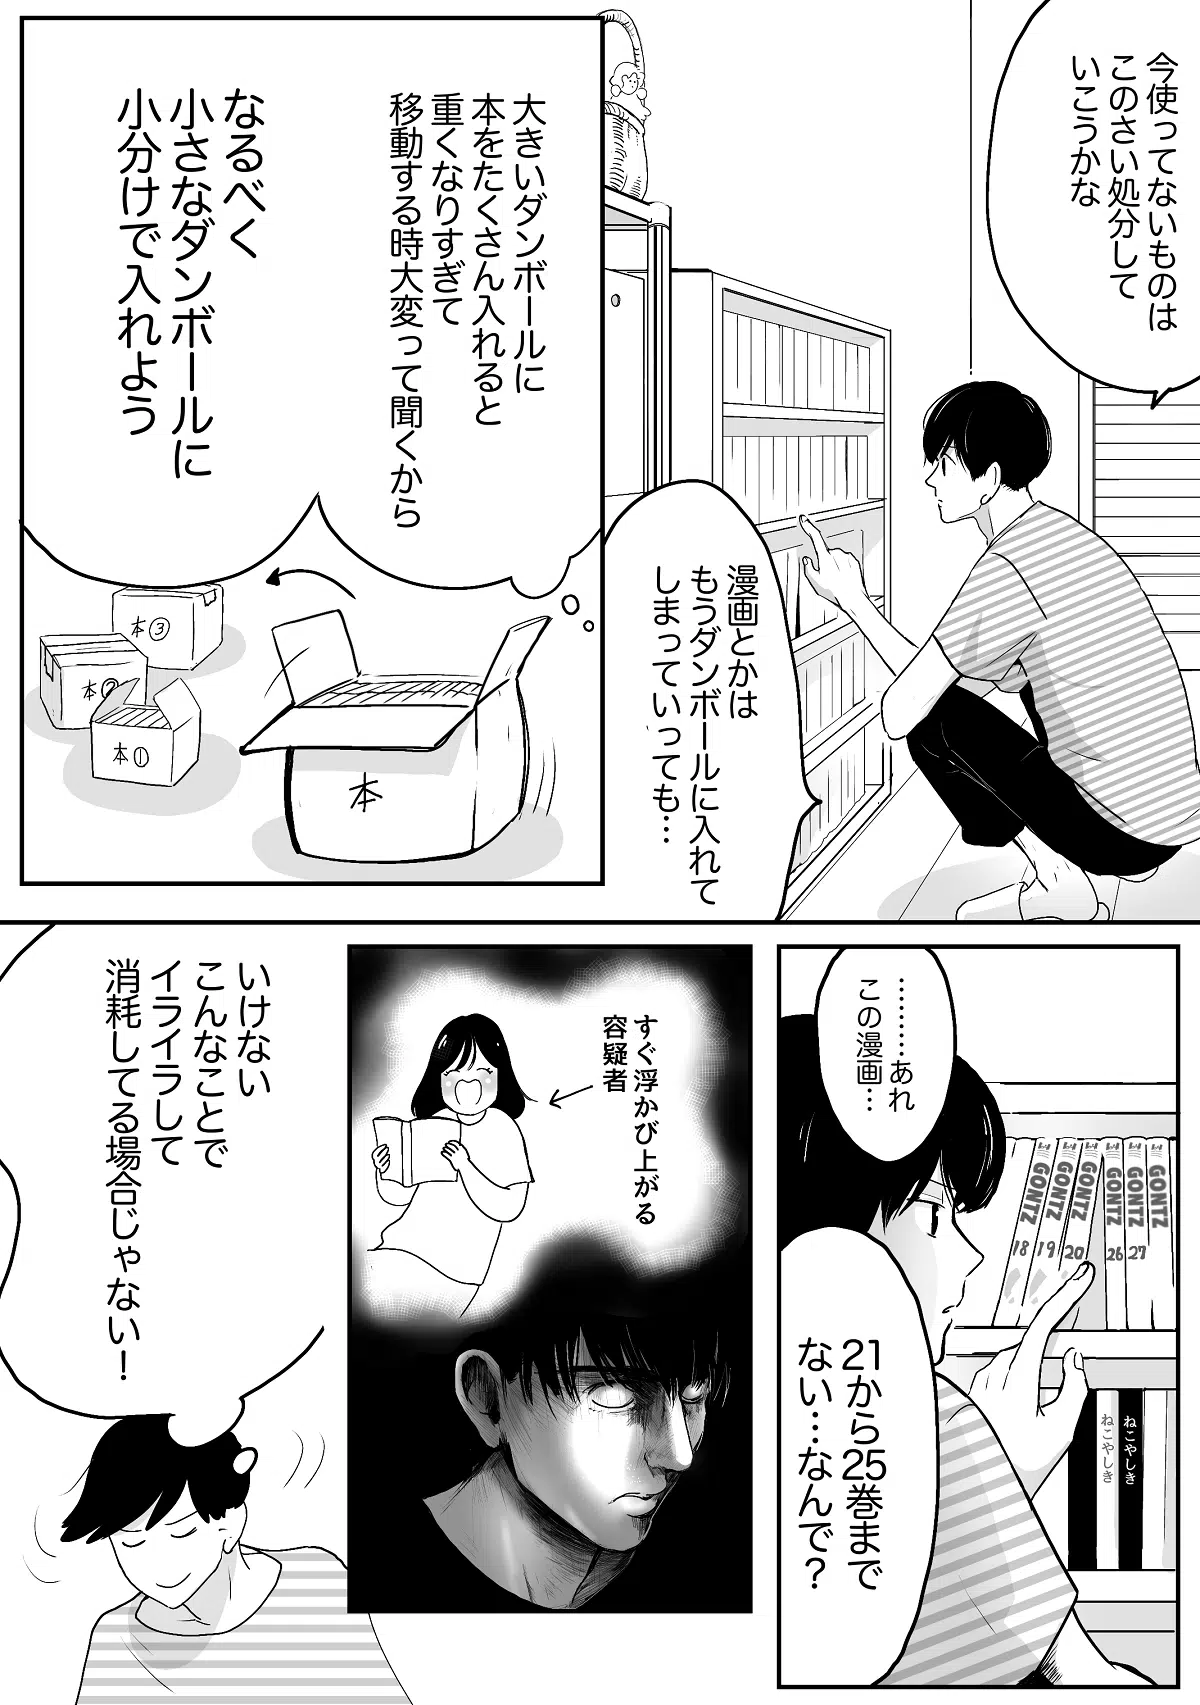 今使ってないものは
このさい処分して
いこうかな
漫画とかは
もうダンボールに入れて
しまっていっても…
大きいダンボールに
本をたくさん入れると
重くなりすぎて
移動する時大変って聞くから
なるべく
小さなダンボールに
小分けで入れよう
本③
本②
本①
本
………あれ
この漫画…
GONTZ
18
GONTZ
19
GONTZ
20
GONTZ
26
GONTZ
27
GONTZ
ねこやしき
ねこやしき
21から25巻まで
ない…なんで？
すぐ浮かび上がる
容疑者
いけない
こんなことで
イライラして
消耗してる場合じゃない！